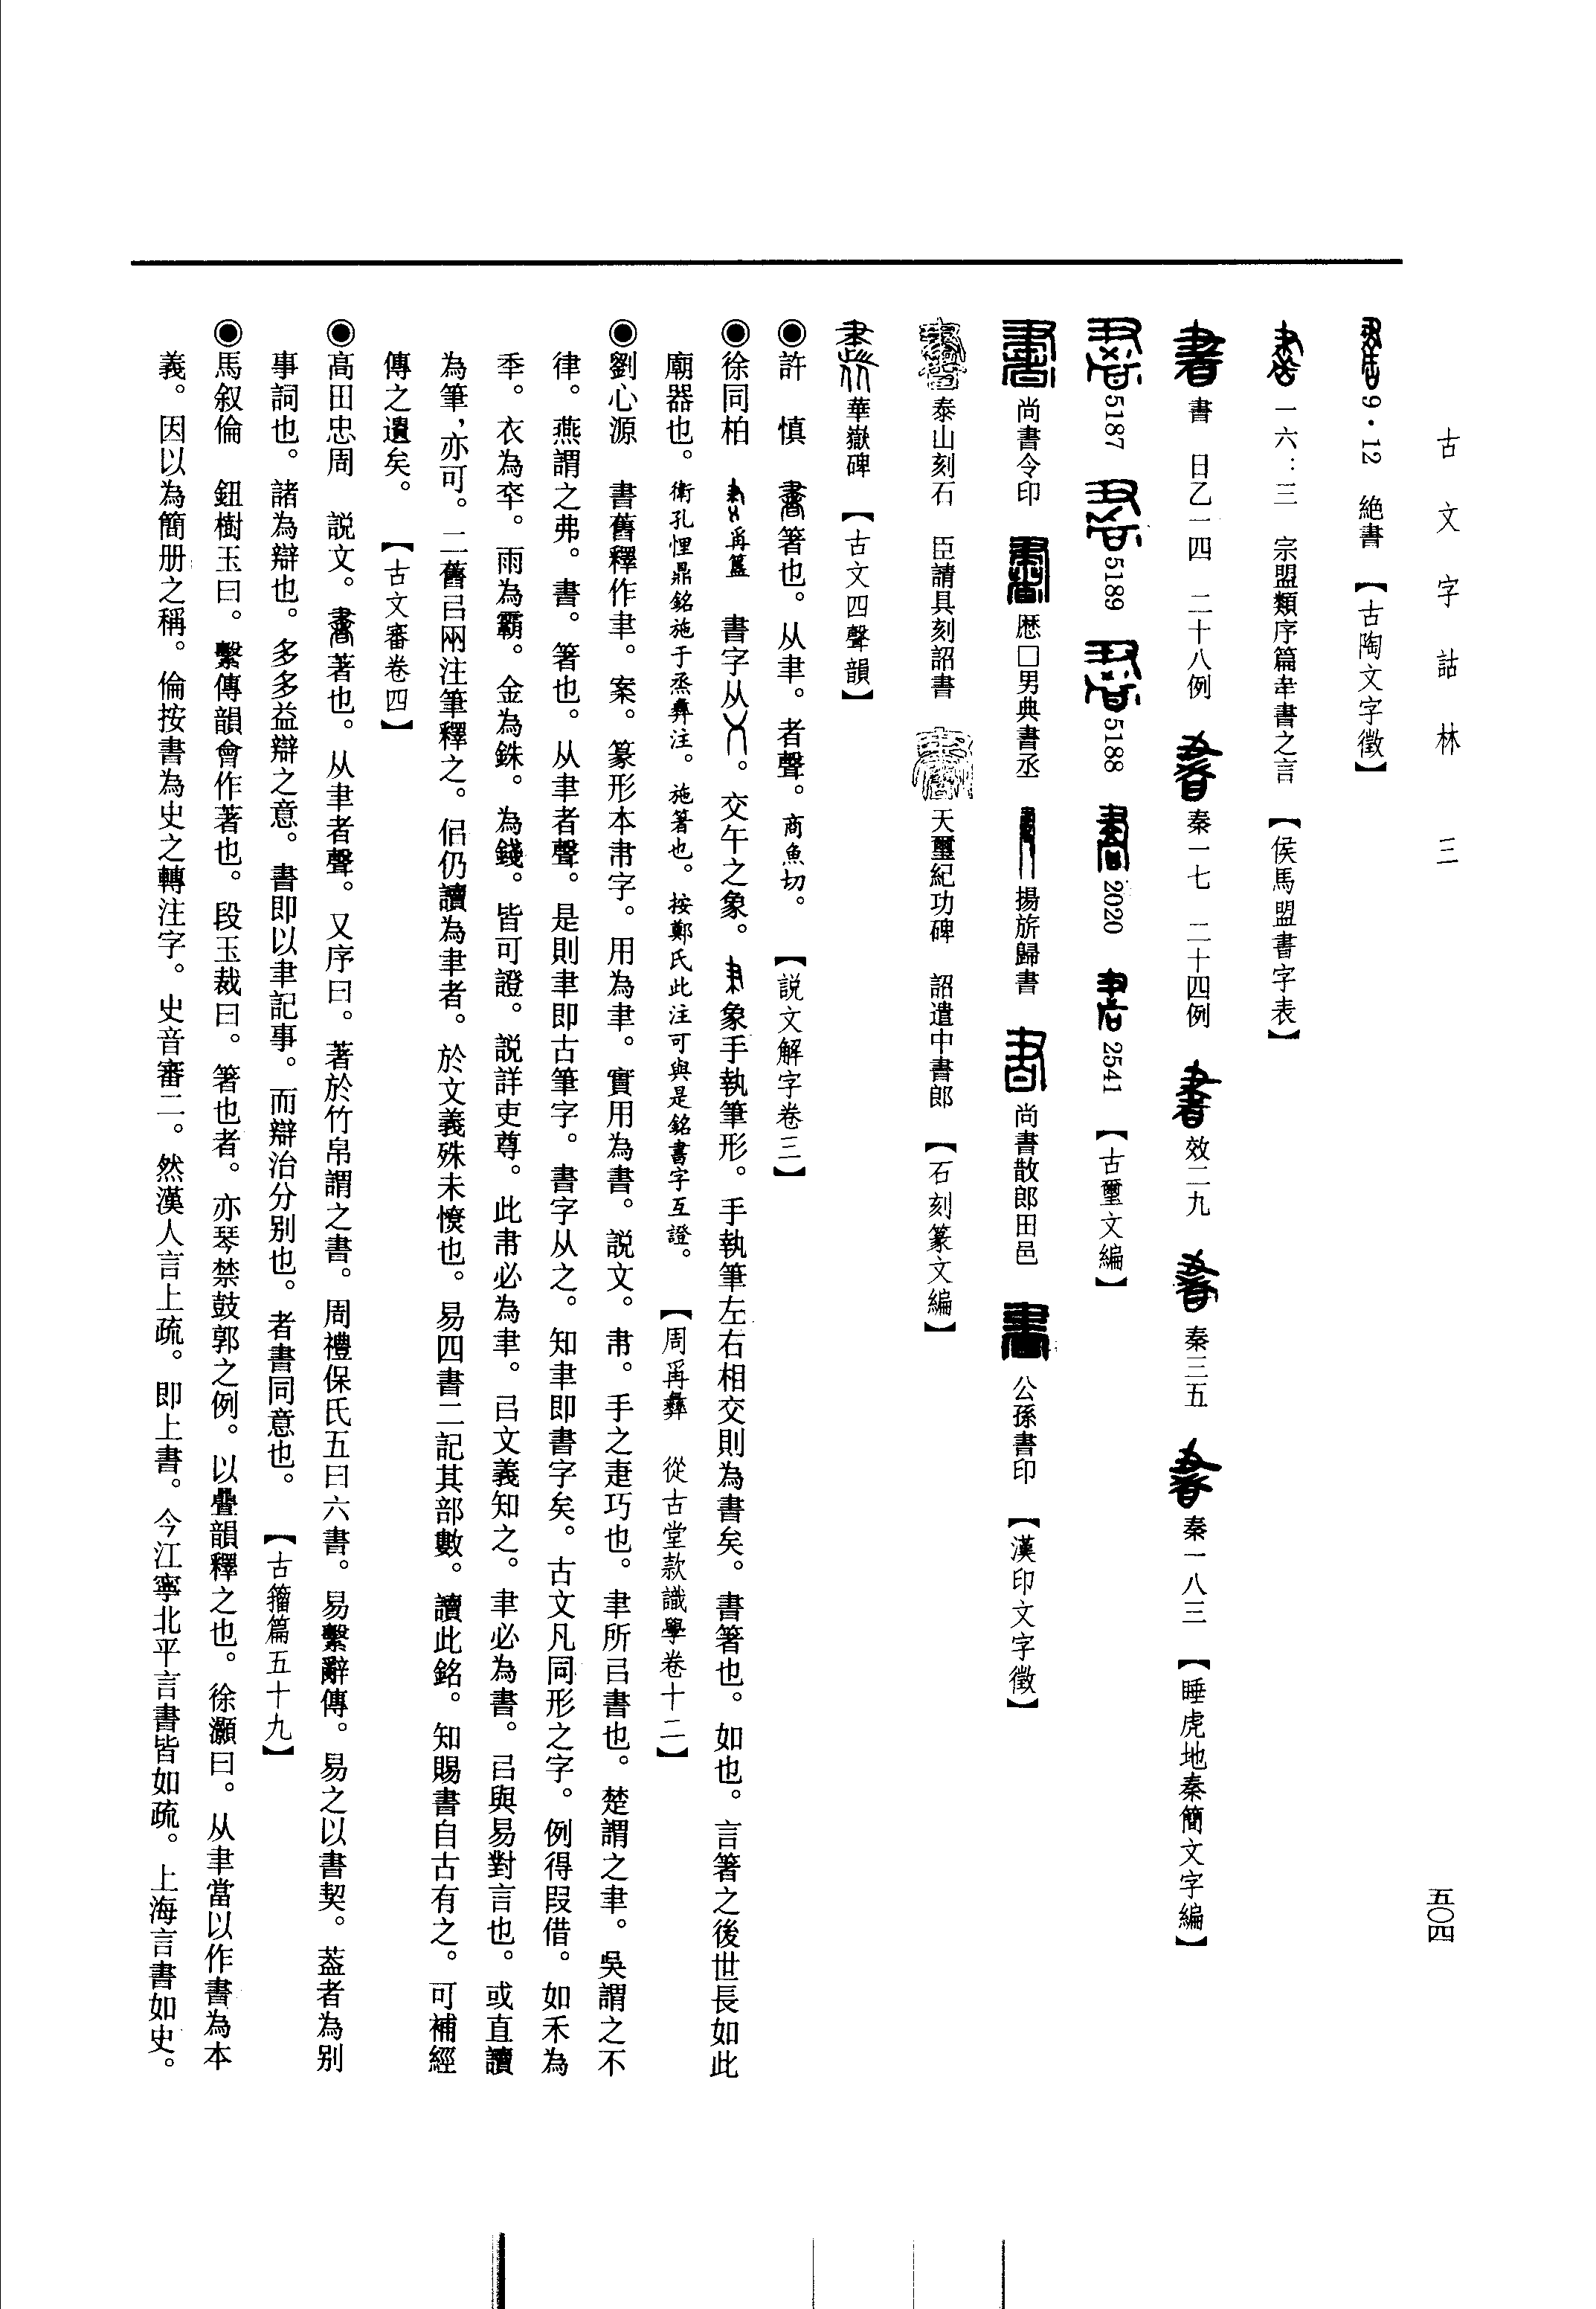 古文字詁林 三
五〇四
9·12 絕書 【古陶文字徵】
一六：三 宗盟類序篇 書之言 【侯馬盟書字表】
書 日乙一四 二十八例 秦一七 二十四例 效二九 秦三五 秦一八三 【睡虎地秦簡文字編】
5187 5189 5188 2020 2541 【古璽文編】
尚書令印 歷□男典書丞 揚旂歸書 尚書散郎田邑 公孫書印 【漢印文字徵】
泰山刻石 臣請具刻詔書 天璽紀功碑 詔遣中書郎 【石刻篆文編】
華嶽碑 【古文四聲韻】
◉許 慎 箸也。从聿。者聲。商魚切。 【説文解字卷三】
◉徐同柏 書字从 。交午之象。 象手執筆形。手執筆左右相交則為書矣。書箸也。如也。言箸之後世長如此
廟器也。衛孔悝鼎銘施于烝彝注。施箸也。按鄭氏此注可與是銘書字互證。 【周爯彝 從古堂款識學卷十二】
◉劉心源 書舊釋作聿。案。篆形本帇字。用為聿。實用為書。説文。帇。手之疌巧也。聿所㠯書也。楚謂之聿。吳謂之不
律。燕謂之弗。書。箸也。从聿者聲。是則聿即古筆字。書字从之。知聿即書字矣。古文凡同形之字。例得叚借。如禾為
秊。衣為卒。雨為霸。金為銖。為錢。皆可證。説詳吏尊。此帇必為聿。㠯文義知之。聿必為書。㠯與易對言也。或直讀
為筆，亦可。二舊㠯兩注筆釋之。侣仍讀為聿者。於文義殊未憭也。易四書二記其部數。讀此銘。知賜書自古有之。可補經
傳之遺矣。 【古文審卷四】
◉高田忠周 説文。 著也。从聿者聲。又序曰。著於竹帛謂之書。周禮保氏五曰六書。易繫辭傳。易之以書契。蓋者為別
事詞也。諸為辯也。多多益辯之意。書即以聿記事。而辯治分別也。者書同意也。 【古籀篇五十九】
◉馬叙倫 鈕樹玉曰。繫傳韻會作著也。段玉裁曰。箸也者。亦琴禁鼓郭之例。以疊韻釋之也。徐灝曰。从聿當以作書為本
義。因以為簡册之稱。倫按書為史之轉注字。史音審二。然漢人言上疏。即上書。今江寧北平言書皆如疏。上海言書如史。